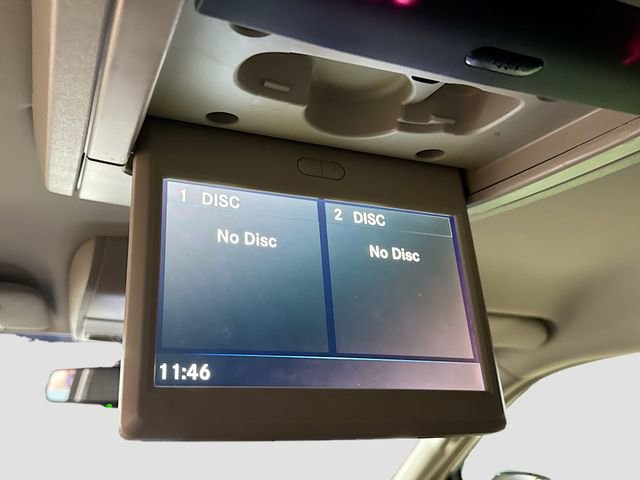 1 DISC
No Disc
2 DISC
No Disc
11:46